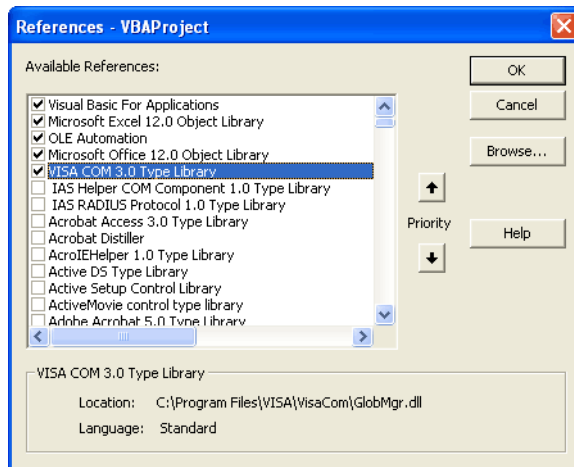 References - VBAProject
Available References:
Visual Basic For Applications
Microsoft Excel 12.0 Object Library
OLE Automation
Microsoft Office 12.0 Object Library
VISA COM 3.0 Type Library
IAS Helper COM Component 1.0 Type Library
IAS RADIUS Protocol 1.0 Type Library
Acrobat Access 3.0 Type Library
Acrobat Distiller
AcroIEHelper 1.0 Type Library
Active DS Type Library
Active Setup Control Library
ActiveMovie control type library
Adobe Acrobat 5.0 Type Library
OK
Cancel
Browse...
Priority
Help
VISA COM 3.0 Type Library
Location: C:\Program Files\VISA\VisaCom\GlobMgr.dll
Language: Standard